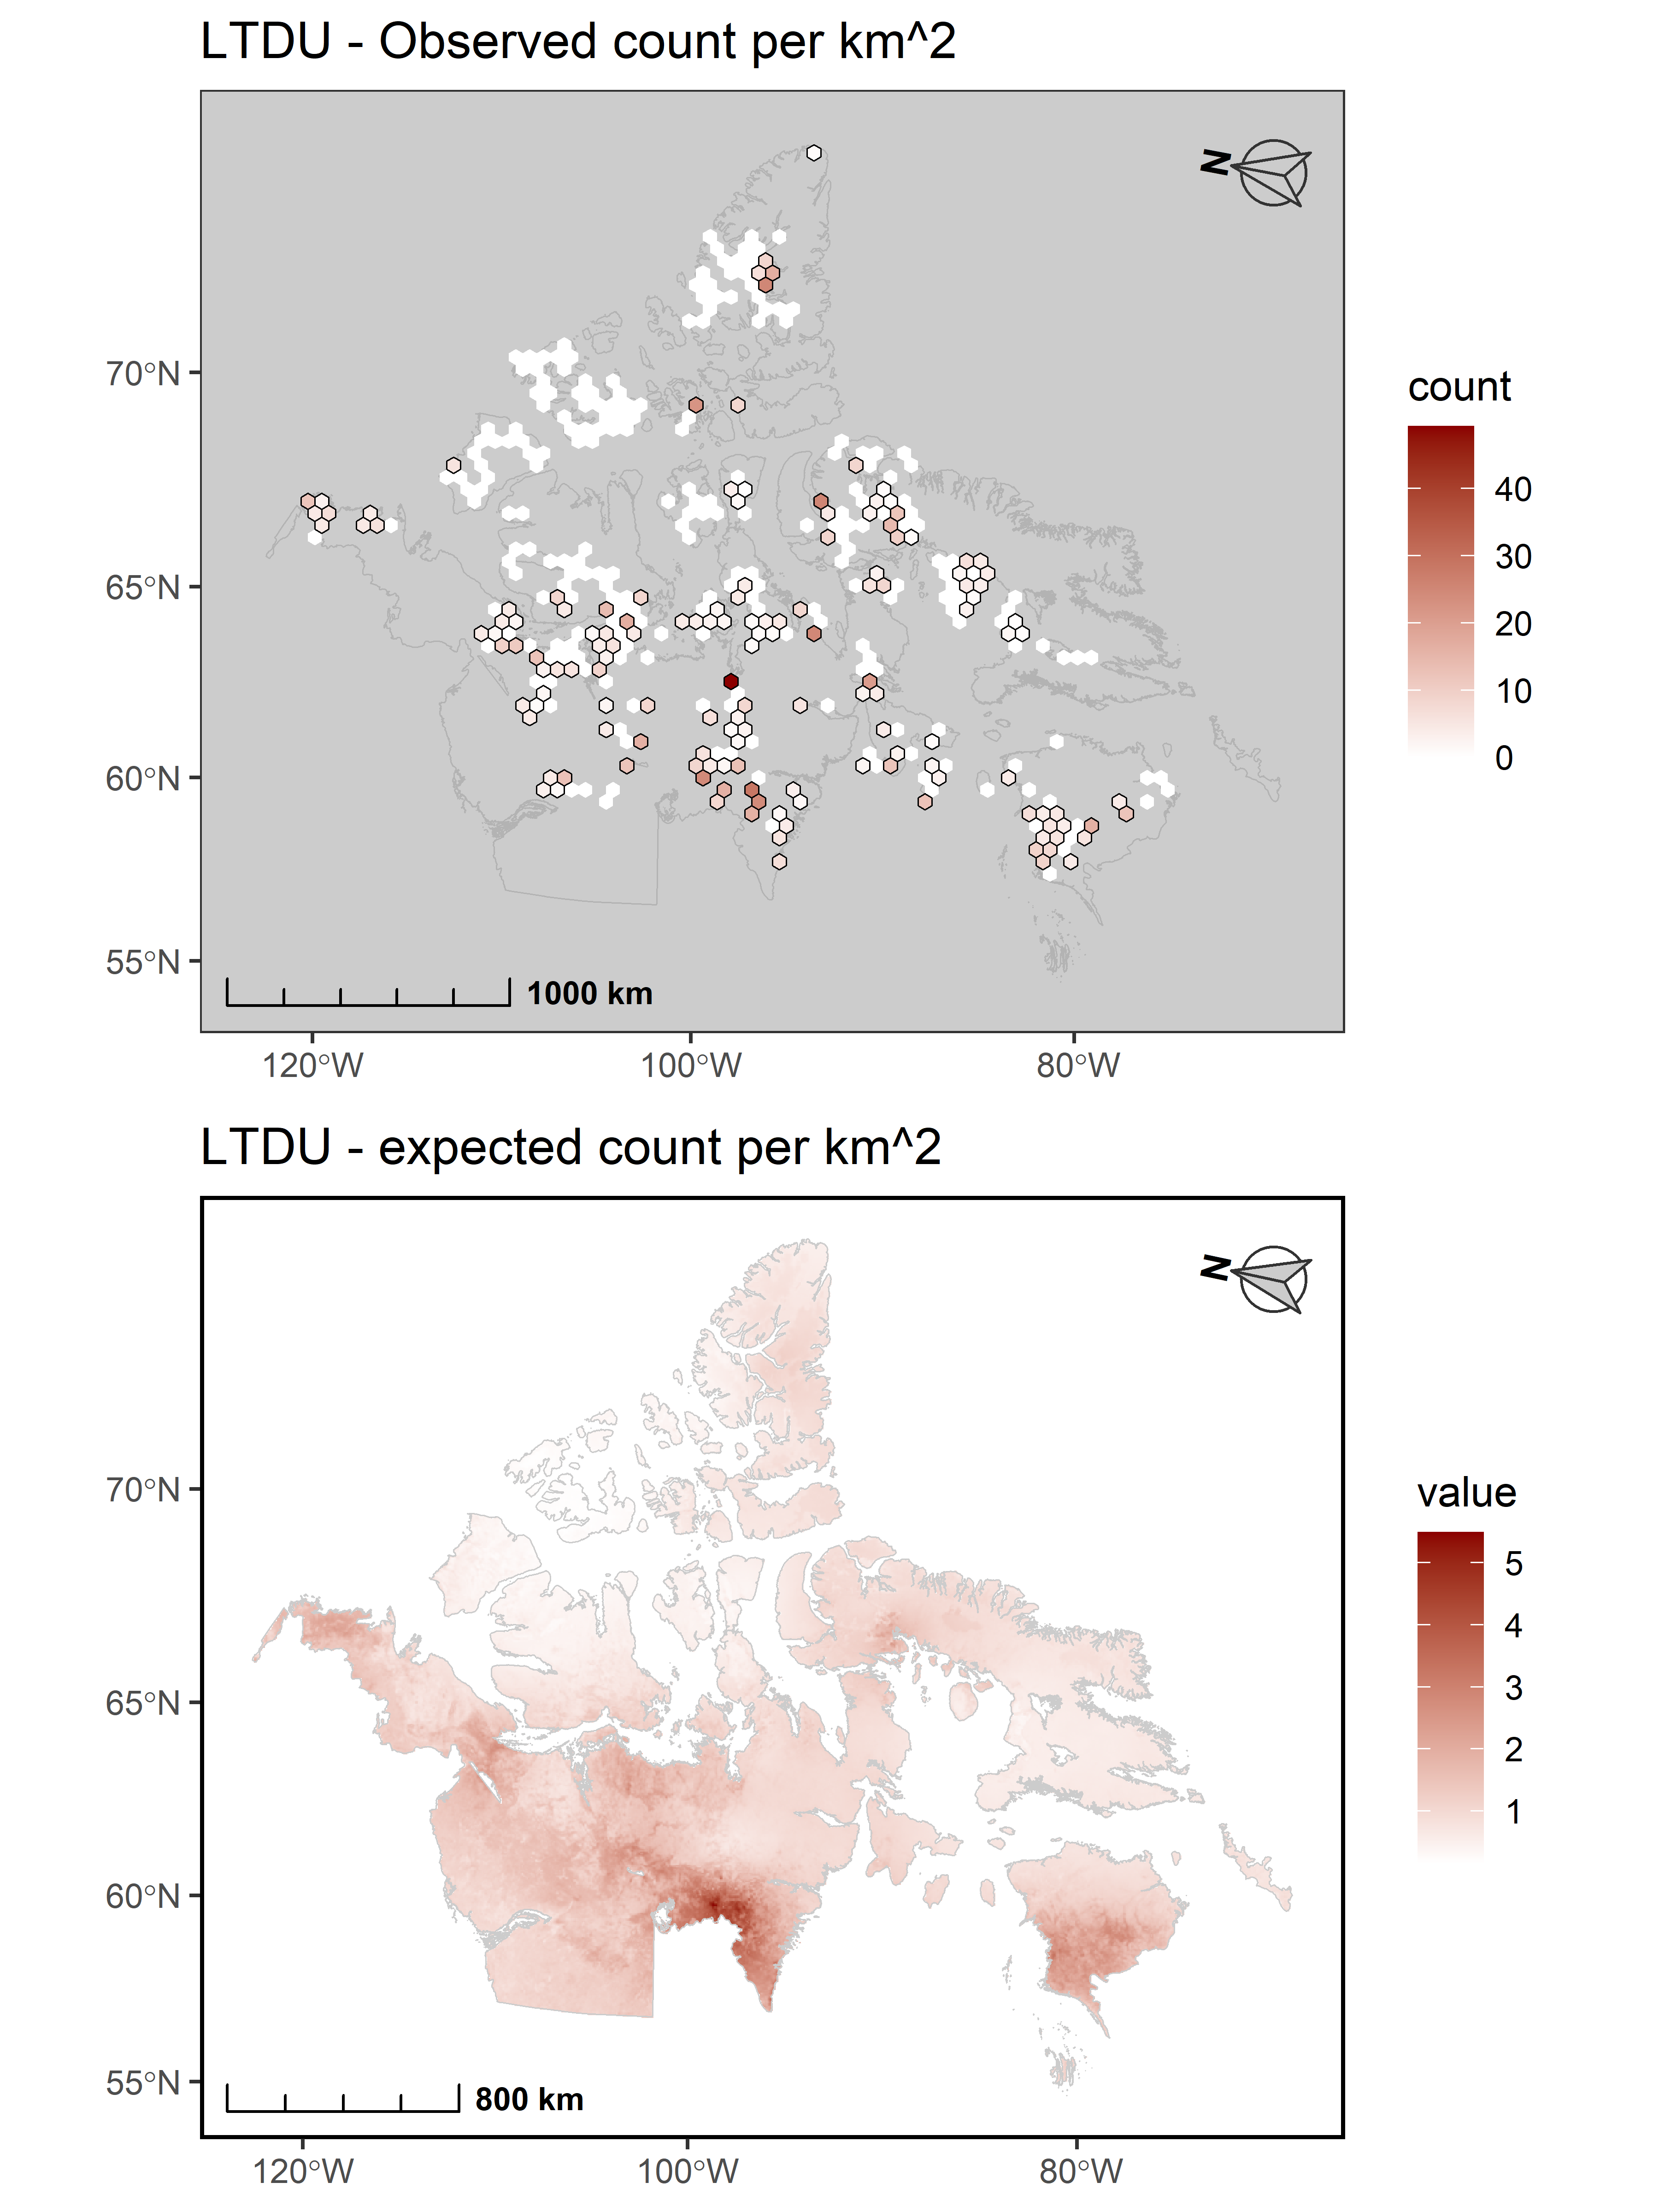 LTDU - Observed count per km^2
N
70°N
65°N
60°N
55°N
1000 km
120°W
100°W
80°W
count
40
30
20
10
0
LTDU - expected count per km^2
N
70°N
65°N
60°N
55°N
800 km
120°W
100°W
80°W
value
5
4
3
2
1